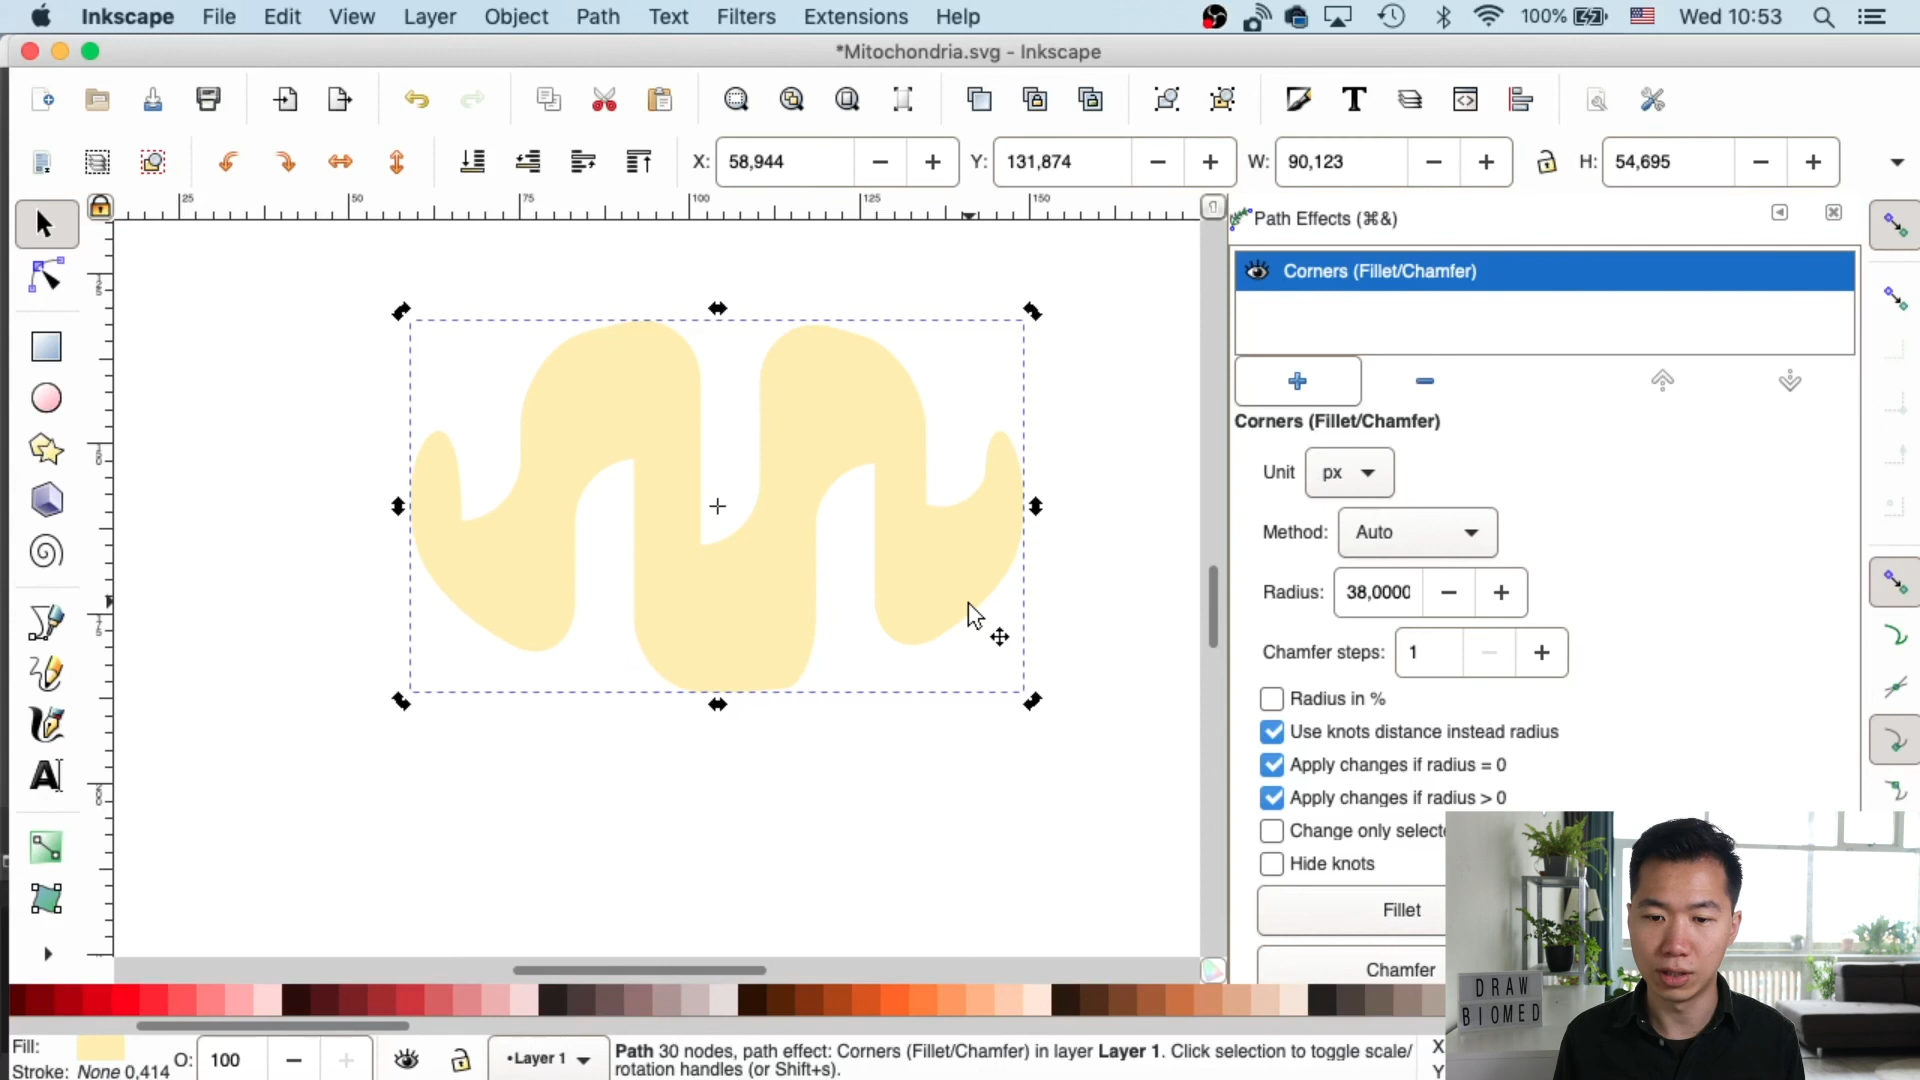 Inkscape File Edit View Layer Object Path Text Filters Extensions Help 100% Wed 10:53
*Mitochondria.svg - Inkscape
X: 58,944 Y: 131,874 W: 90,123 H: 54,695
25 50 75 100 125 150
Path Effects (⌘&)
Corners (Fillet/Chamfer)
Corners (Fillet/Chamfer)
Unit px
Method: Auto
Radius: 38,0000
Chamfer steps: 1
Radius in %
Use knots distance instead radius
Apply changes if radius = 0
Apply changes if radius > 0
Change only selecte
Hide knots
Fillet
Chamfer
DRAW
BIOMED
Fill:
Stroke: None 0,414 O: 100 •Layer 1
Path 30 nodes, path effect: Corners (Fillet/Chamfer) in layer Layer 1. Click selection to toggle scale/
rotation handles (or Shift+s).
X
Y